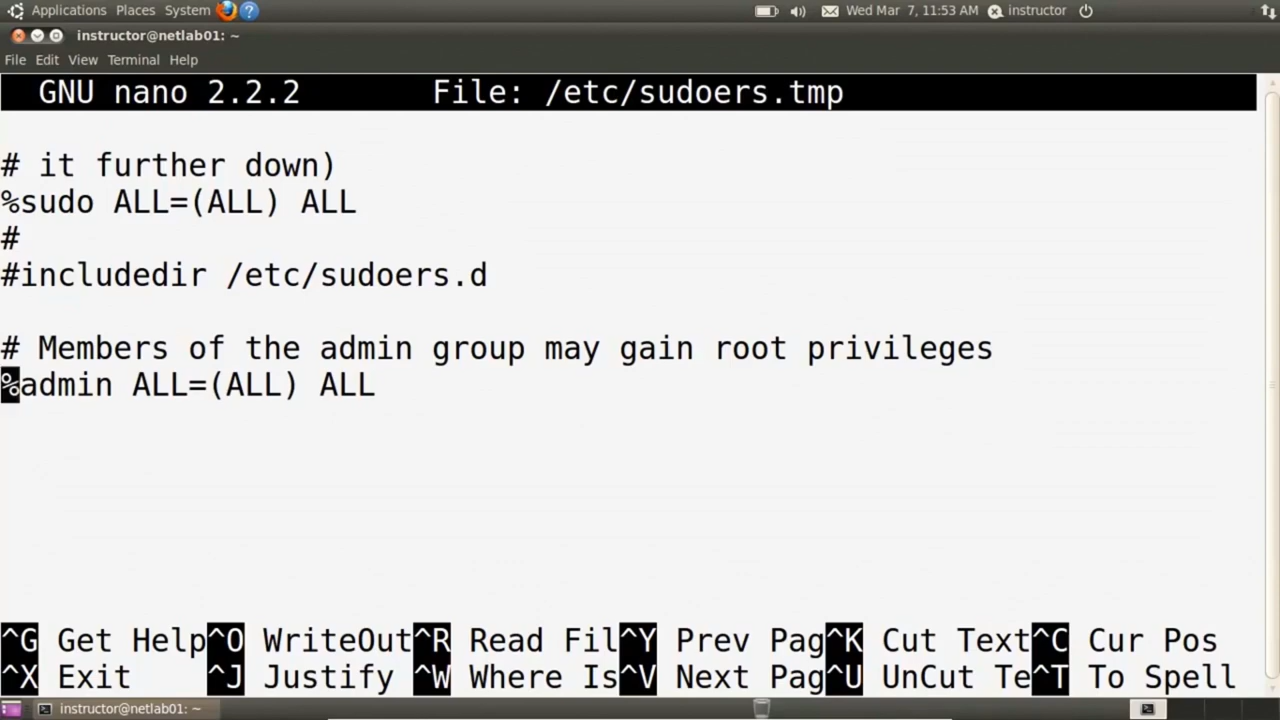 Applications Places System Wed Mar 7, 11:53 AM instructor
instructor@netlab01: ~
File Edit View Terminal Help
GNU nano 2.2.2 File: /etc/sudoers.tmp
# it further down)
%sudo ALL=(ALL) ALL
#
#includedir /etc/sudoers.d
# Members of the admin group may gain root privileges
%admin ALL=(ALL) ALL
^G Get Help^O WriteOut^R Read Fil^Y Prev Pag^K Cut Text^C Cur Pos
^X Exit ^J Justify ^W Where Is^V Next Pag^U UnCut Te^T To Spell
instructor@netlab01: ~